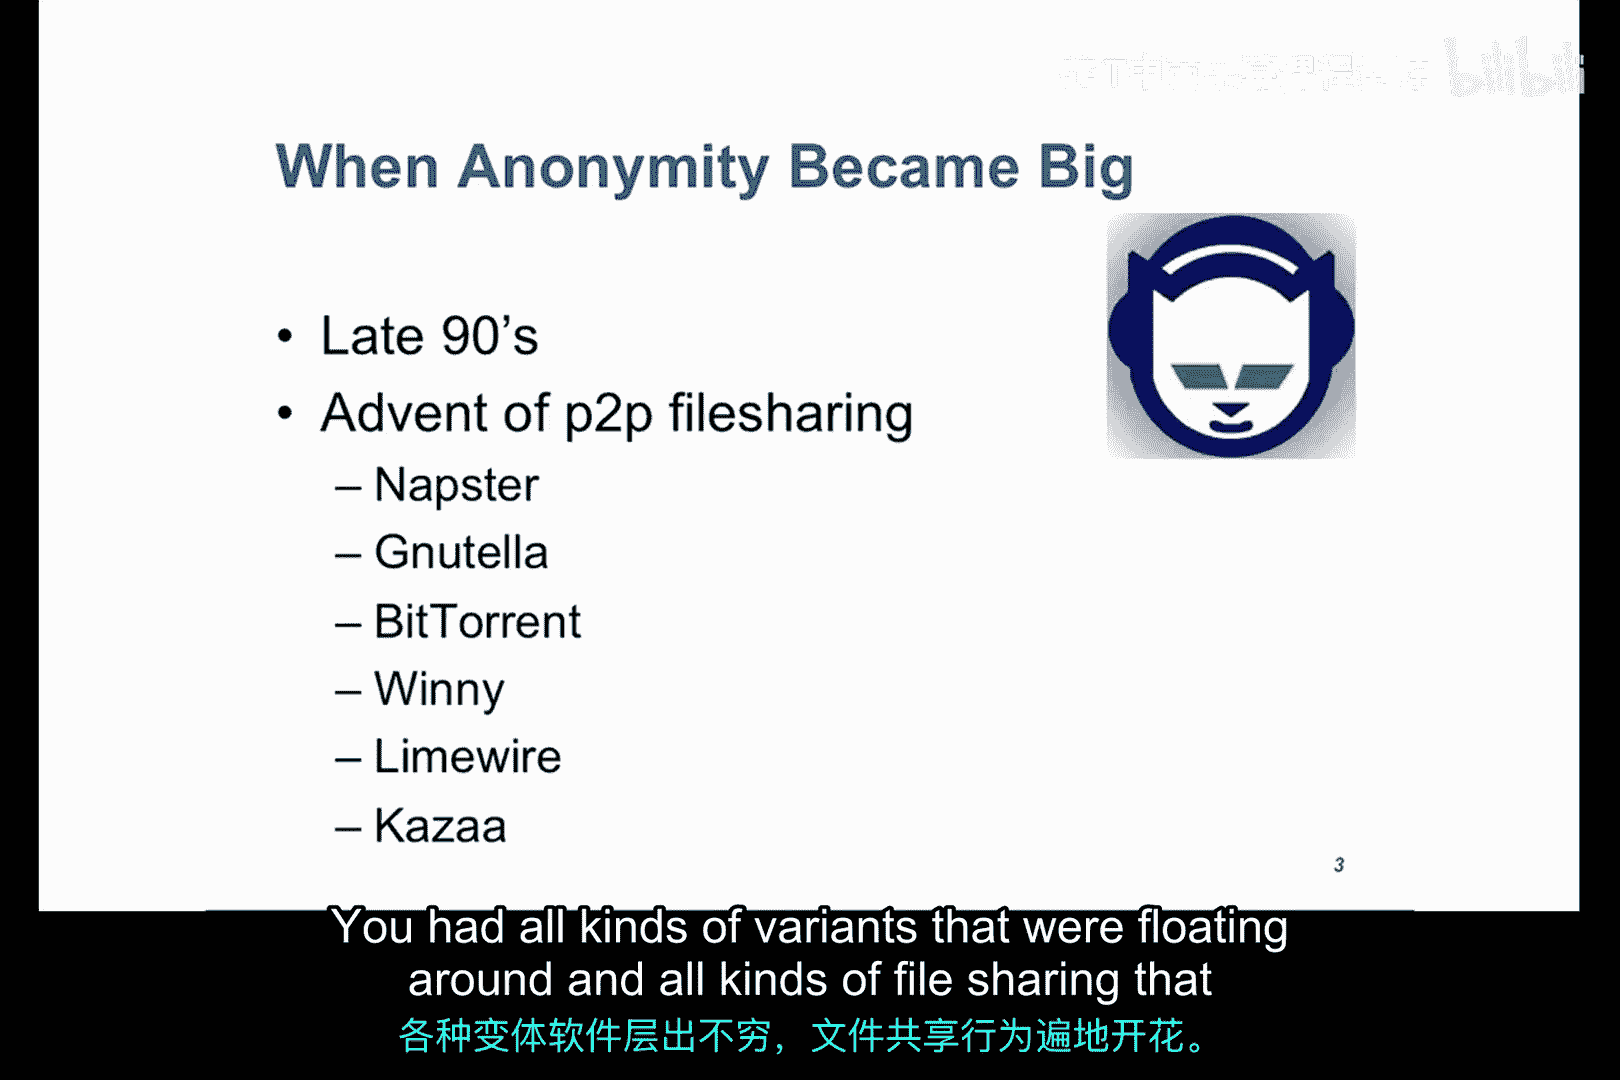 bilibili
When Anonymity Became Big
• Late 90’s
• Advent of p2p filesharing
– Napster
– Gnutella
– BitTorrent
– Winny
– Limewire
– Kazaa
3
You had all kinds of variants that were floating
around and all kinds of file sharing that
各种变体软件层出不穷，文件共享行为遍地开花。